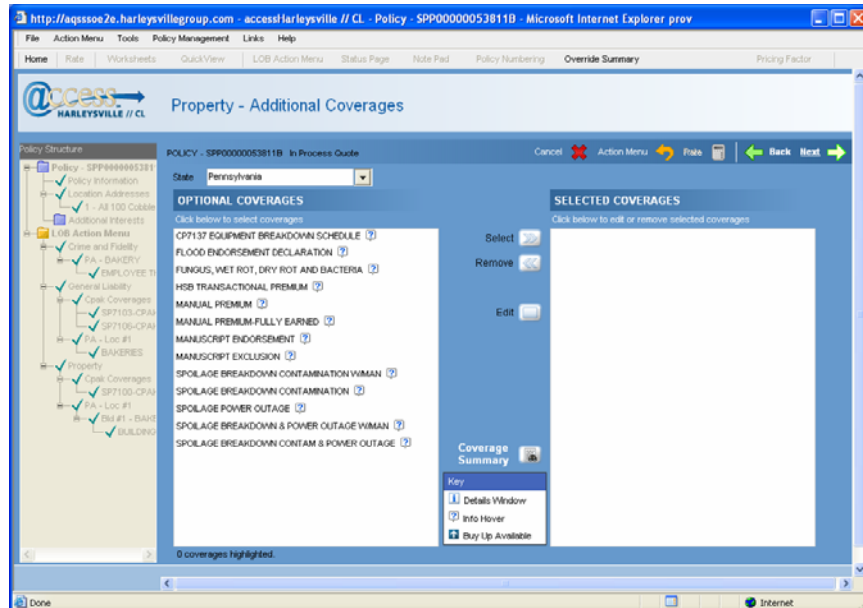 http://aqsssoe2e.harleysvillegroup.com - accessHarleysville // CL - Policy - SPP00000053811B - Microsoft Internet Explorer prov
File Action Menu Tools Policy Management Links Help
Home Rate Worksheets QuickView LOB Action Menu Status Page Note Pad Policy Numbering Override Summary Pricing Factor
@ccess
HARLEYSVILLE // CL
Property - Additional Coverages
Policy Structure
POLICY - SPP00000053811B In Process Quote
Cancel Action Menu Rate Back Next
Policy - SPP0000005381
Policy Information
Location Addresses
1 - All 100 Cobble
Additional Interests
LOB Action Menu
Crime and Fidelity
PA - BAKERY
EMPLOYEE TI
General Liability
Cpak Coverages
SP7103-CPAK
SP7106-CPAK
PA - Loc #1
BAKERIES
Property
Cpak Coverages
SP7100-CPAK
PA - Loc #1
Bld #1 - BAKE
BUILDING
State Pennsylvania
OPTIONAL COVERAGES
Click below to select coverages
CP7137 EQUIPMENT BREAKDOWN SCHEDULE ?
FLOOD ENDORSEMENT DECLARATION ?
FUNGUS, WET ROT, DRY ROT AND BACTERIA ?
HSB TRANSACTIONAL PREMIUM ?
MANUAL PREMIUM ?
MANUAL PREMIUM-FULLY EARNED ?
MANUSCRIPT ENDORSEMENT ?
MANUSCRIPT EXCLUSION ?
SPOILAGE BREAKDOWN CONTAMINATION W/MAN ?
SPOILAGE BREAKDOWN CONTAMINATION ?
SPOILAGE POWER OUTAGE ?
SPOILAGE BREAKDOWN & POWER OUTAGE W/MAN ?
SPOILAGE BREAKDOWN CONTAM & POWER OUTAGE ?
0 coverages highlighted.
Select
Remove
Edit
Coverage
Summary
Key
Details Window
? Info Hover
Buy Up Available
SELECTED COVERAGES
Click below to edit or remove selected coverages
Done Internet